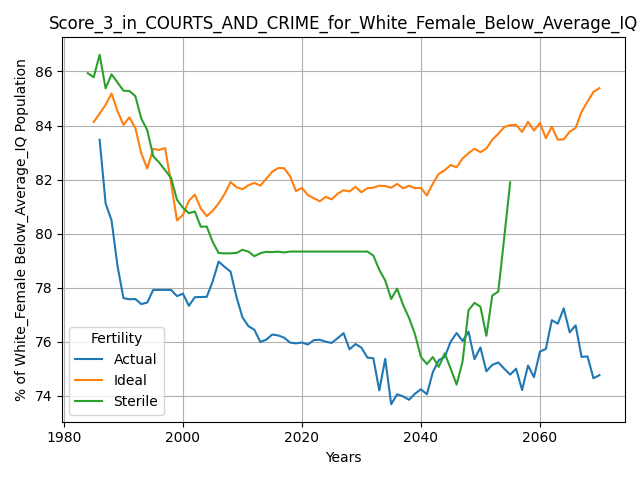 Score_3_in_COURTS_AND_CRIME_for_White_Female_Below_Average_IQ
% of White_Female Below_Average_IQ Population
86
84
82
80
78
76
74
Fertility
Actual
Ideal
Sterile
1980
2000
2020
2040
2060
Years